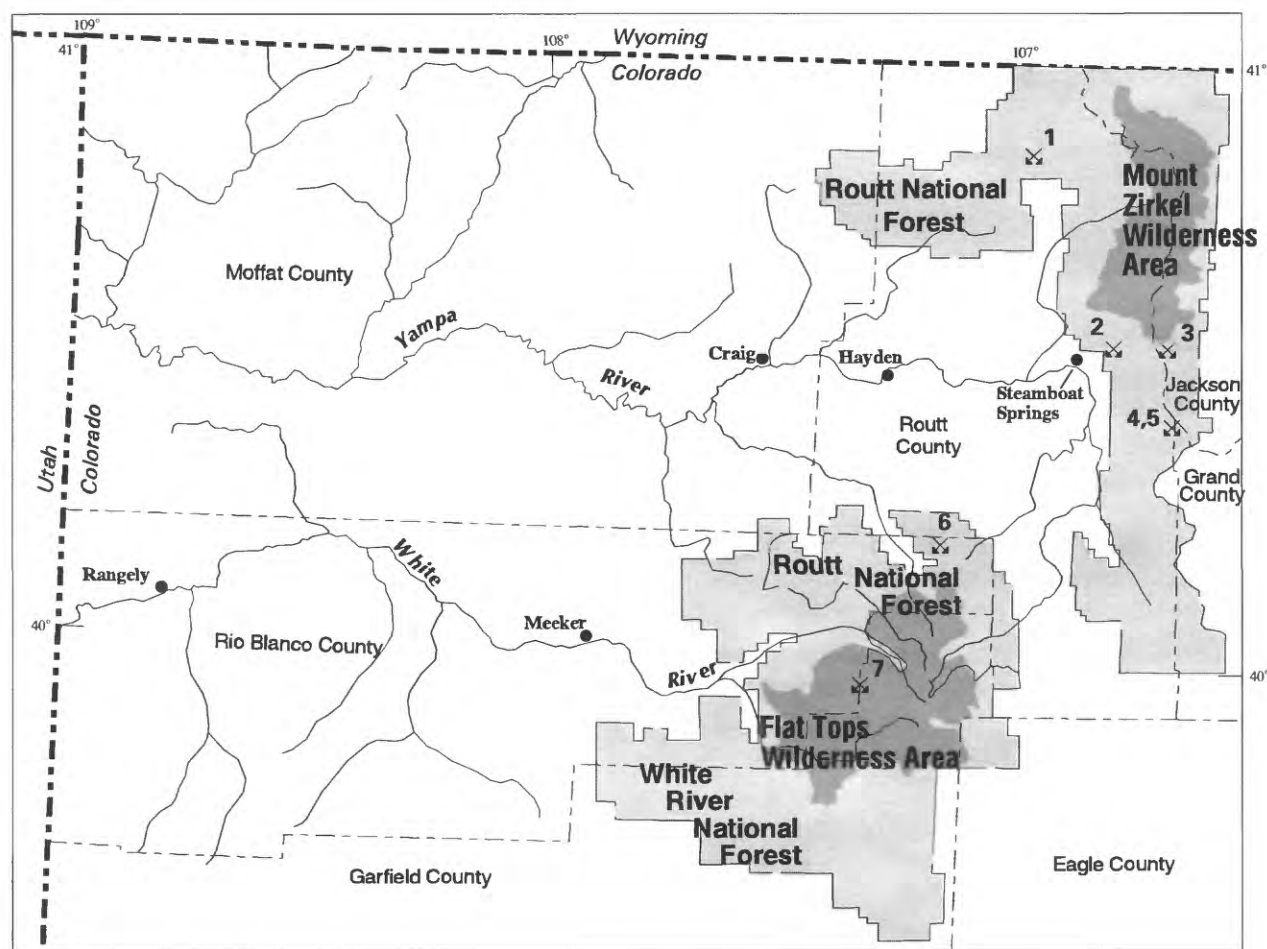 109°
41°
108°
Wyoming
Colorado
107°
41°
1
Routt National
Forest
Mount
Zirkel
Wilderness
Area
Moffat County
Yampa
River
2
3
Craig
Hayden
Steamboat
Springs
Jackson
County
Routt
County
4,5
Grand
County
Utah
Colorado
6
White
Routt
National
Forest
Rangely
40°
Meeker
Rio Blanco County
River
7
40°
Flat Tops
Wilderness Area
White
River
National
Forest
Garfield County
Eagle County